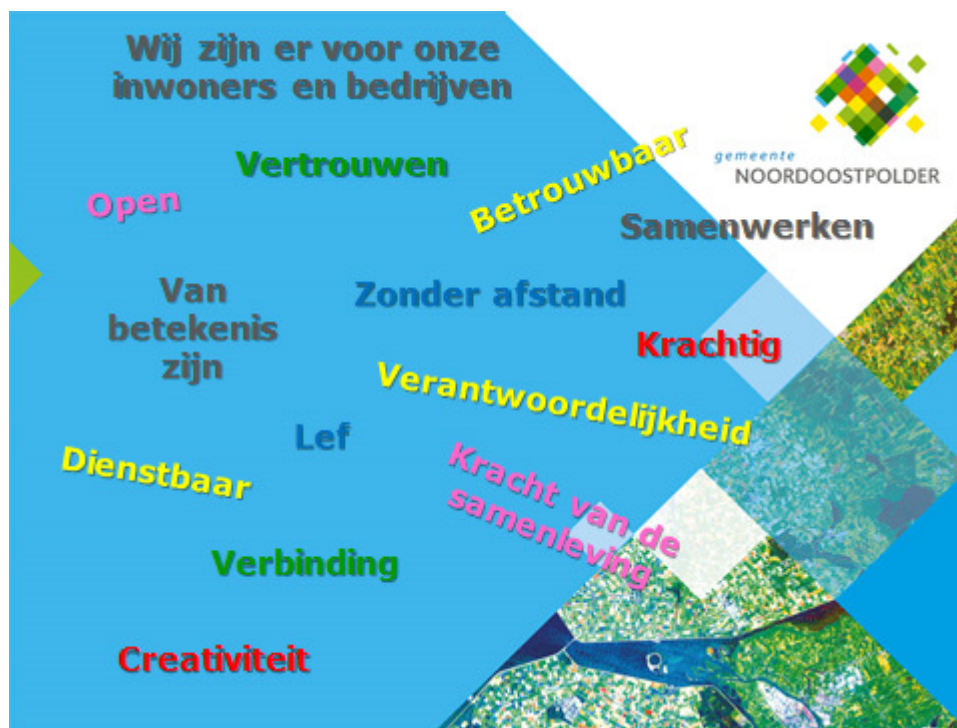 Wij zijn er voor onze
inwoners en bedrijven
gemeente
NOORDOOSTPOLDER
Vertrouwen
Betrouwbaar
Open
Samenwerken
Van
betekenis
zijn
Zonder afstand
Krachtig
Verantwoordelijkheid
Lef
Dienstbaar
Kracht van de
samenleving
Verbinding
Creativiteit